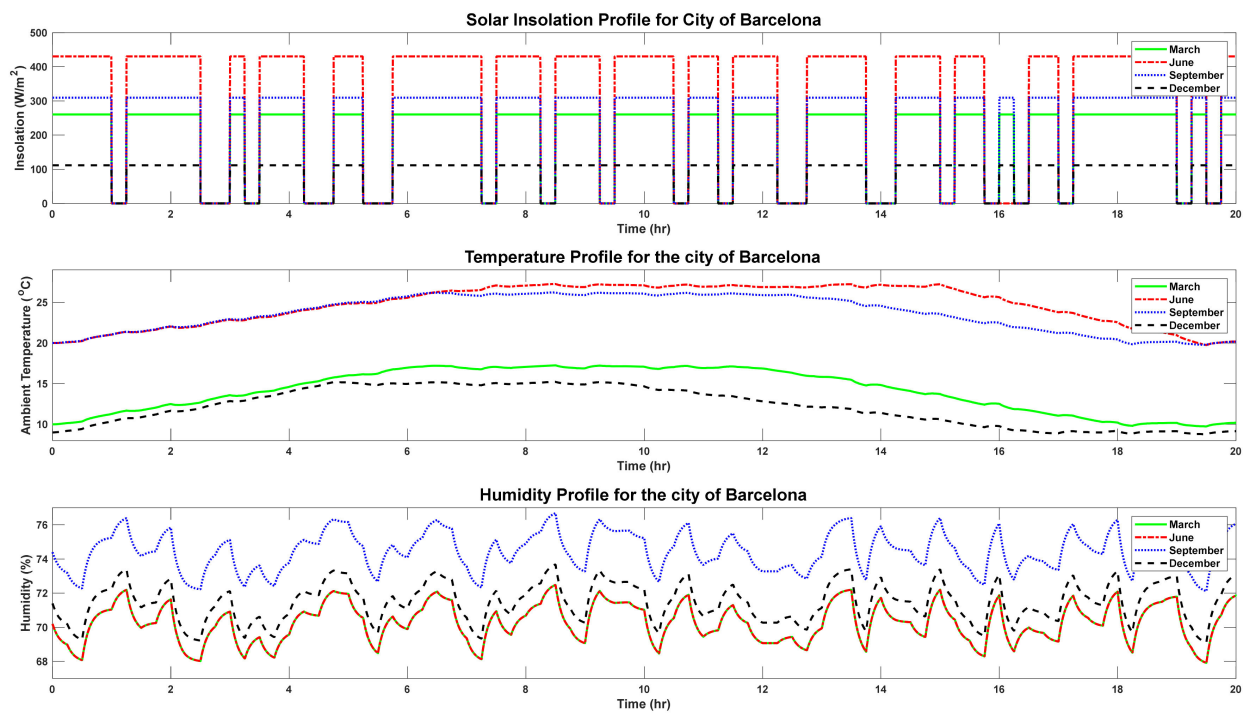 Solar Insolation Profile for City of Barcelona
Insolation (W/m²)
500
400
300
200
100
0
0 2 4 6 8 10 12 14 16 18 20
Time (hr)
March
June
September
December
Temperature Profile for the city of Barcelona
Ambient Temperature (°C)
25
20
15
10
0 2 4 6 8 10 12 14 16 18 20
Time (hr)
March
June
September
December
Humidity Profile for the city of Barcelona
Humidity (%)
76
74
72
70
68
0 2 4 6 8 10 12 14 16 18 20
Time (hr)
March
June
September
December